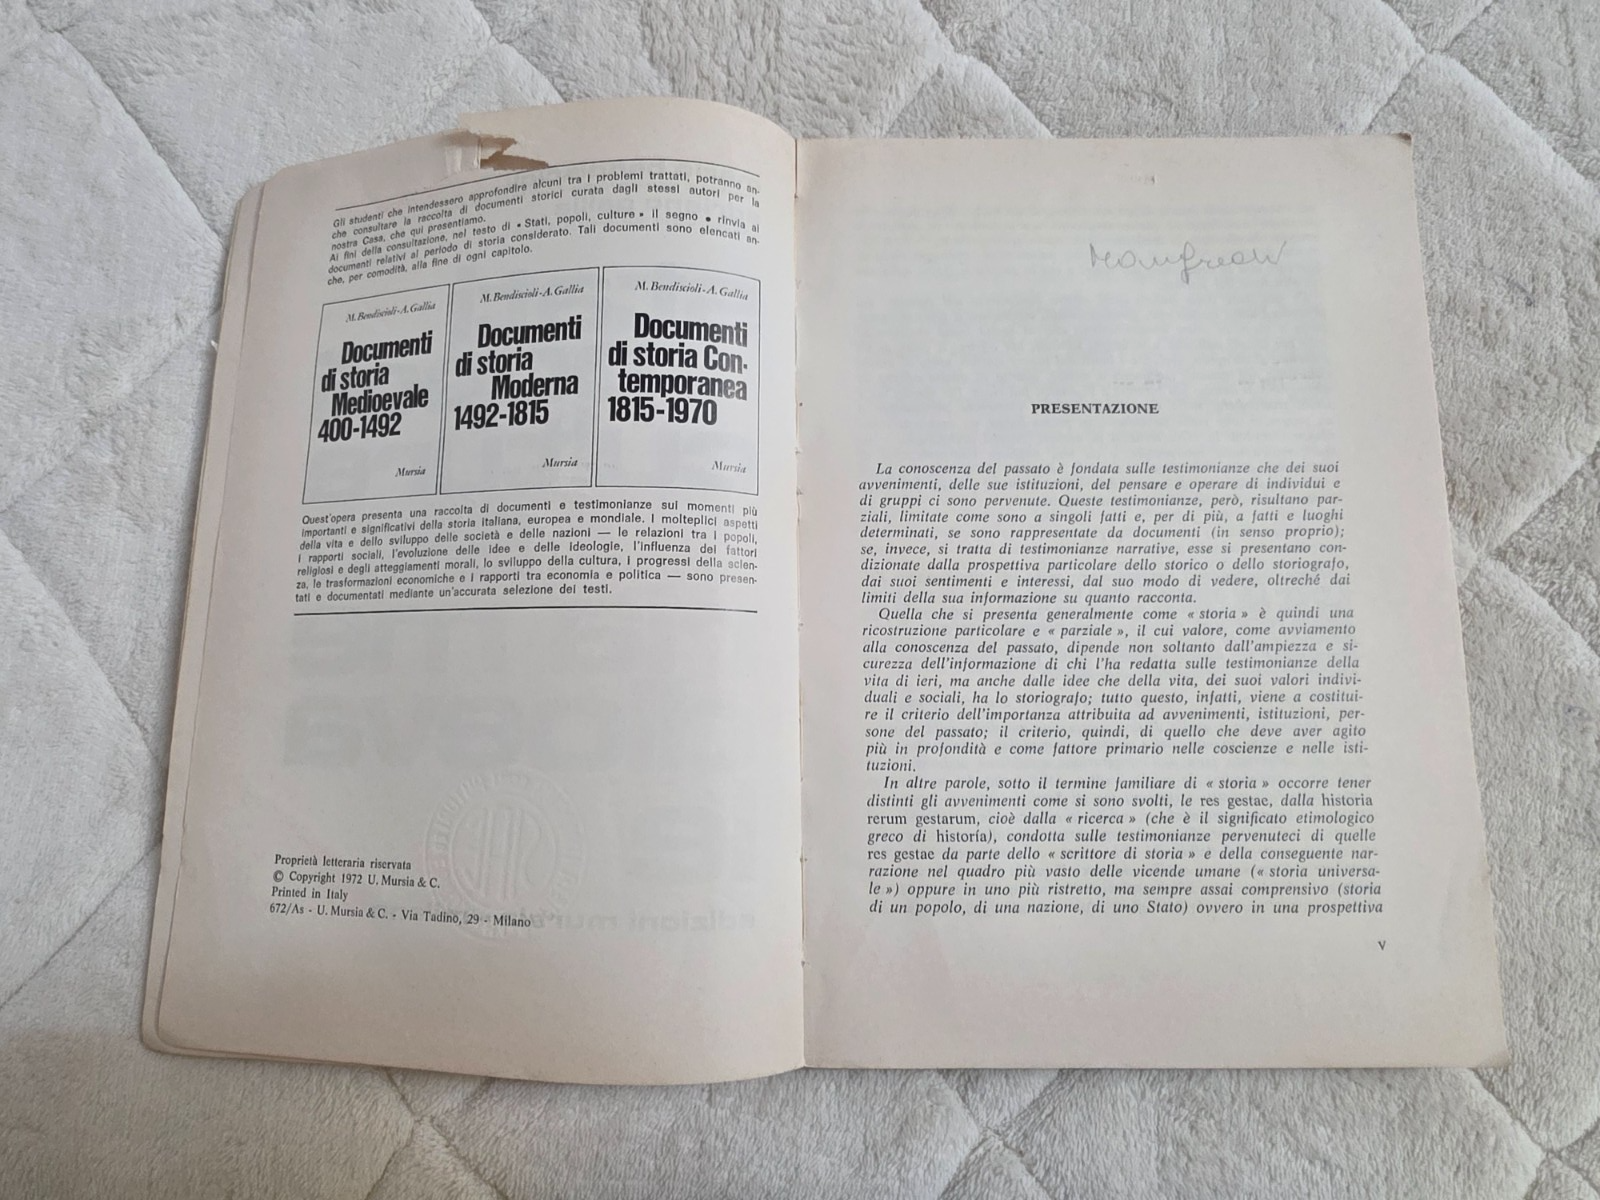 Gli studenti che intendessero approfondire alcuni tra i problemi trattati, potranno an-
che consultare la raccolta di documenti storici curata dagli stessi autori per la
nostra Casa, che qui presentiamo.
Ai fini della consultazione, nel testo di « Stati, popoli, culture » il segno • rinvia ai
documenti relativi al periodo di storia considerato. Tali documenti sono elencati an-
che, per comodità, alla fine di ogni capitolo.
M. Bendiscioli-A. Gallia
Documenti
di storia
Medioevale
400-1492
Mursia
M. Bendiscioli-A. Gallia
Documenti
di storia
Moderna
1492-1815
Mursia
M. Bendiscioli-A. Gallia
Documenti
di storia Con-
temporanea
1815-1970
Mursia
Quest'opera presenta una raccolta di documenti e testimonianze sui momenti più
importanti e significativi della storia italiana, europea e mondiale. I molteplici aspetti
della vita e dello sviluppo delle società e delle nazioni — le relazioni tra i popoli,
i rapporti sociali, l'evoluzione delle idee e delle ideologie, l'influenza dei fattori
religiosi e degli atteggiamenti morali, lo sviluppo della cultura, i progressi della scien-
za, le trasformazioni economiche e i rapporti tra economia e politica — sono presen-
tati e documentati mediante un'accurata selezione dei testi.
Proprietà letteraria riservata
© Copyright 1972 U. Mursia & C.
Printed in Italy
672/As - U. Mursia & C. - Via Tadino, 29 - Milano
PRESENTAZIONE
La conoscenza del passato è fondata sulle testimonianze che dei suoi
avvenimenti, delle sue istituzioni, del pensare e operare di individui e
di gruppi ci sono pervenute. Queste testimonianze, però, risultano par-
ziali, limitate come sono a singoli fatti e, per di più, a fatti e luoghi
determinati, se sono rappresentate da documenti (in senso proprio);
se, invece, si tratta di testimonianze narrative, esse si presentano con-
dizionate dalla prospettiva particolare dello storico o dello storiografo,
dai suoi sentimenti e interessi, dal suo modo di vedere, oltreché dai
limiti della sua informazione su quanto racconta.
Quella che si presenta generalmente come « storia » è quindi una
ricostruzione particolare e « parziale », il cui valore, come avviamento
alla conoscenza del passato, dipende non soltanto dall'ampiezza e si-
curezza dell'informazione di chi l'ha redatta sulle testimonianze della
vita di ieri, ma anche dalle idee che della vita, dei suoi valori indivi-
duali e sociali, ha lo storiografo; tutto questo, infatti, viene a costitui-
re il criterio dell'importanza attribuita ad avvenimenti, istituzioni, per-
sone del passato; il criterio, quindi, di quello che deve aver agito
più in profondità e come fattore primario nelle coscienze e nelle isti-
tuzioni.
In altre parole, sotto il termine familiare di « storia » occorre tener
distinti gli avvenimenti come si sono svolti, le res gestae, dalla historia
rerum gestarum, cioè dalla « ricerca » (che è il significato etimologico
greco di historía), condotta sulle testimonianze pervenuteci di quelle
res gestae da parte dello « scrittore di storia » e della conseguente nar-
razione nel quadro più vasto delle vicende umane (« storia universa-
le ») oppure in uno più ristretto, ma sempre assai comprensivo (storia
di un popolo, di una nazione, di uno Stato) ovvero in una prospettiva
V